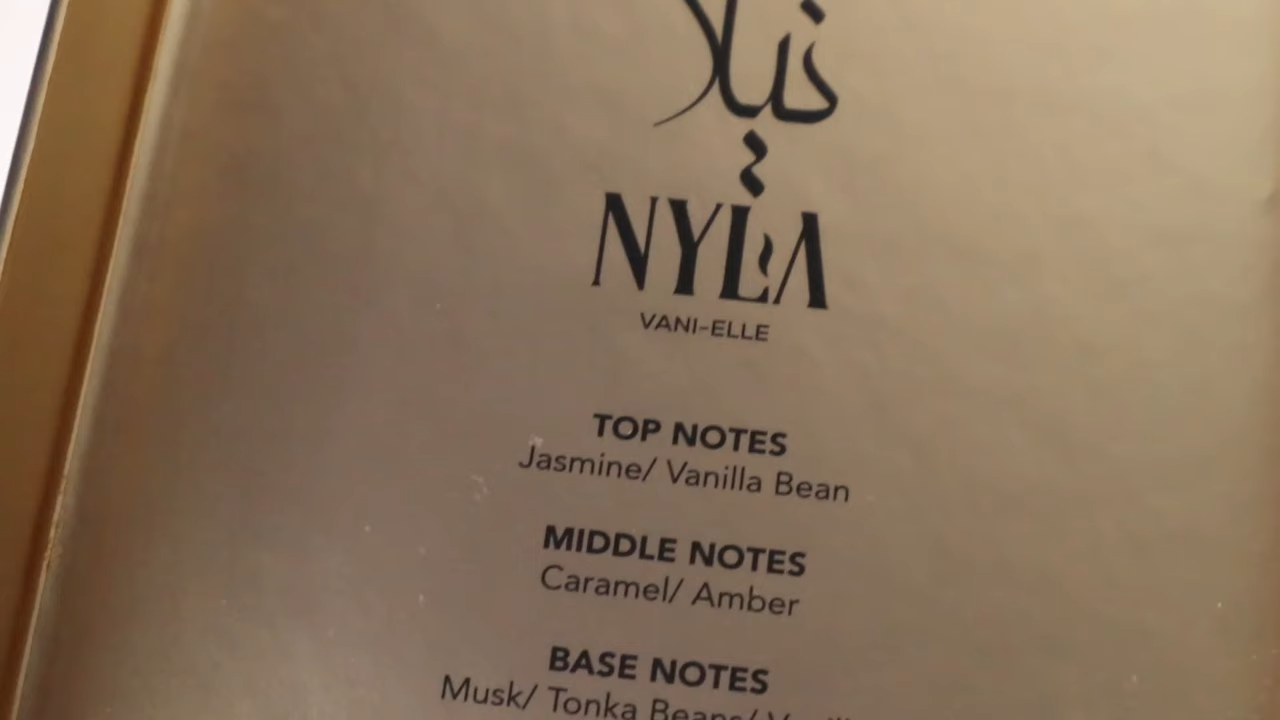 نيلا
NYLA
VANI-ELLE
TOP NOTES
Jasmine/ Vanilla Bean
MIDDLE NOTES
Caramel/ Amber
BASE NOTES
Musk/ Tonka Beans/